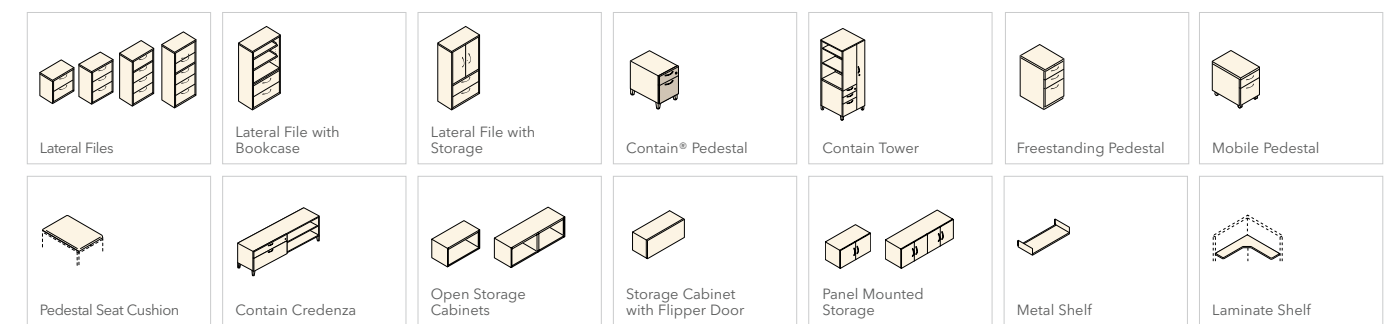 Lateral Files
Lateral File with
Bookcase
Lateral File with
Storage
Contain® Pedestal
Contain Tower
Freestanding Pedestal
Mobile Pedestal
Pedestal Seat Cushion
Contain Credenza
Open Storage
Cabinets
Storage Cabinet
with Flipper Door
Panel Mounted
Storage
Metal Shelf
Laminate Shelf